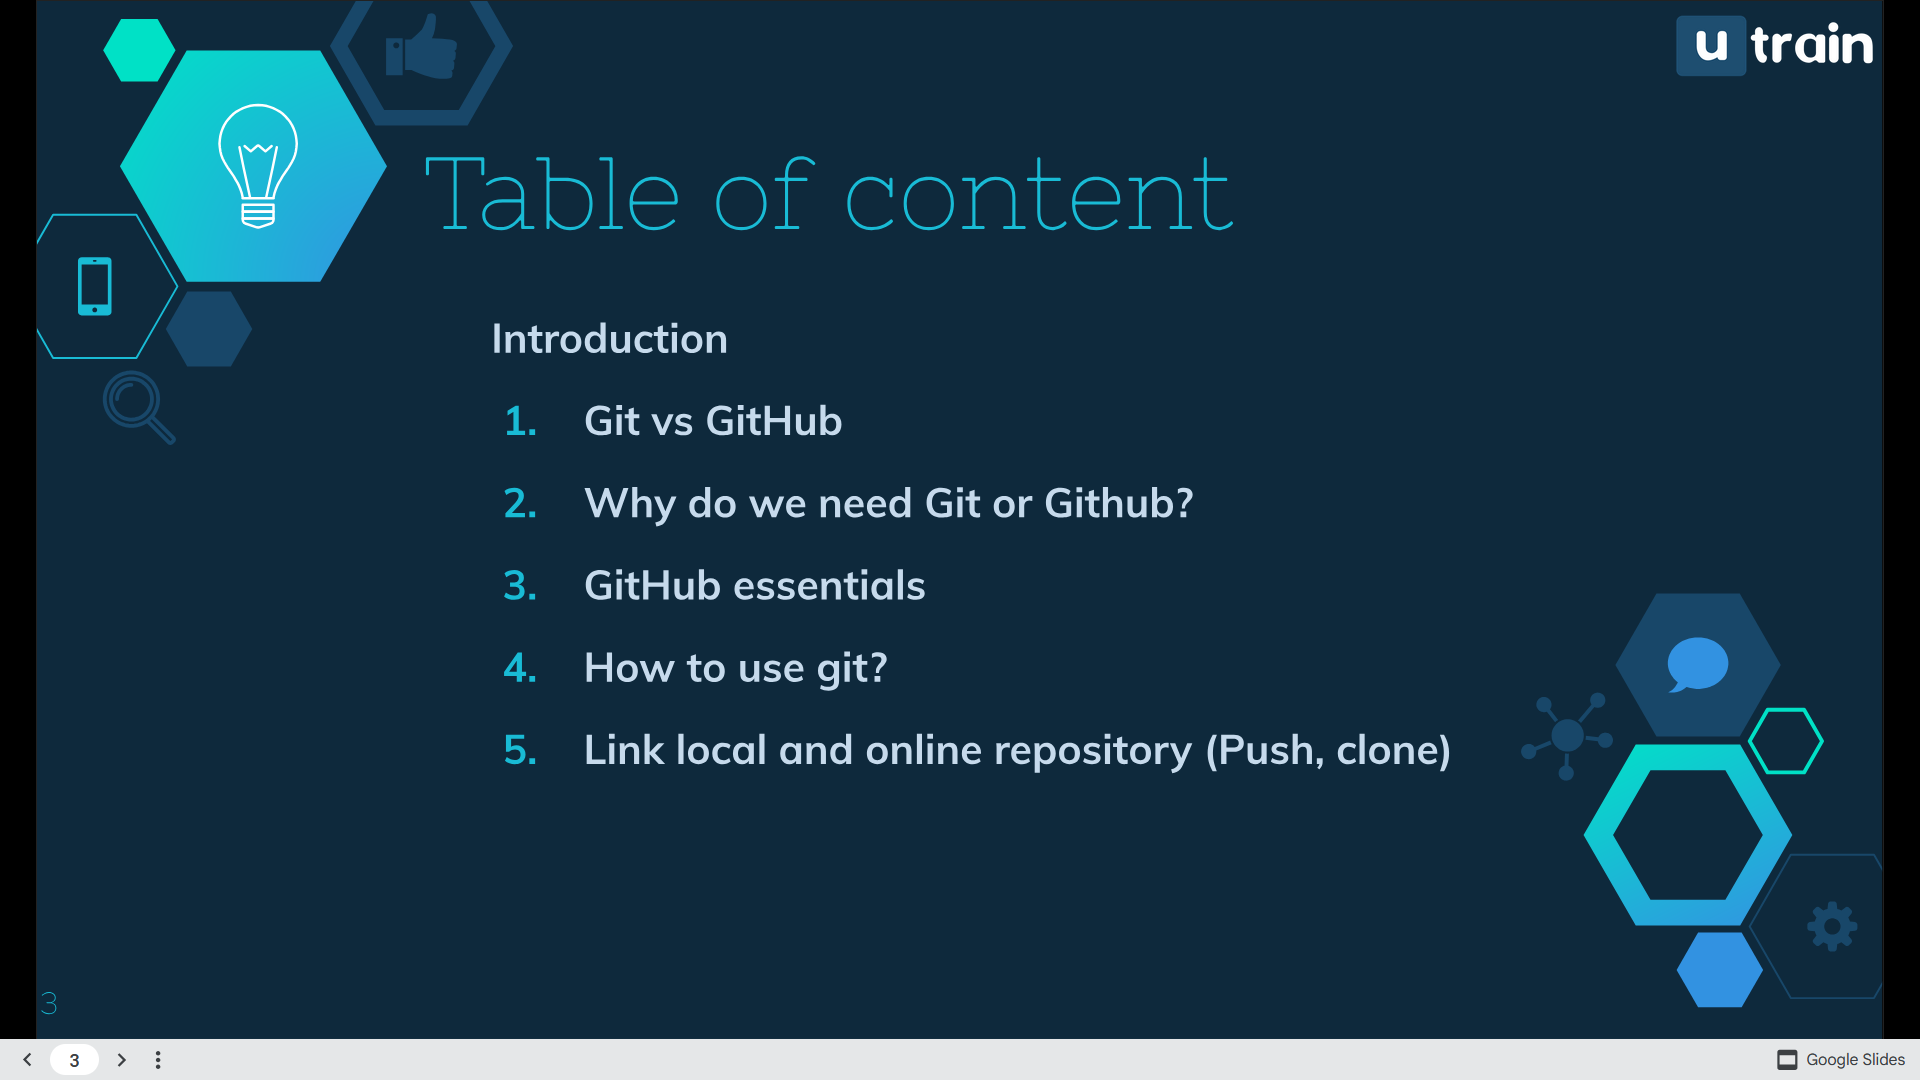 u train
Table of content
Introduction
1. Git vs GitHub
2. Why do we need Git or Github?
3. GitHub essentials
4. How to use git?
5. Link local and online repository (Push, clone)
3
3
Google Slides